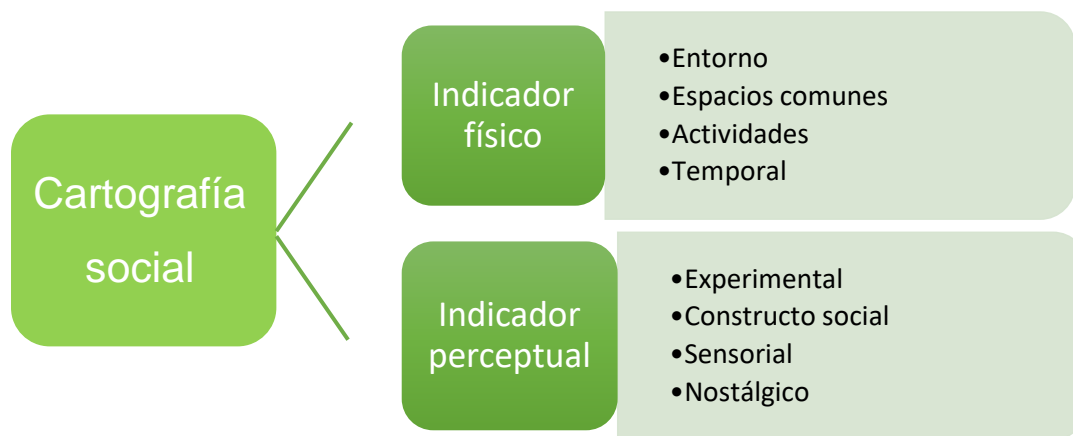 Cartografía
social
Indicador
físico
•Entorno
•Espacios comunes
•Actividades
•Temporal
Indicador
perceptual
•Experimental
•Constructo social
•Sensorial
•Nostálgico